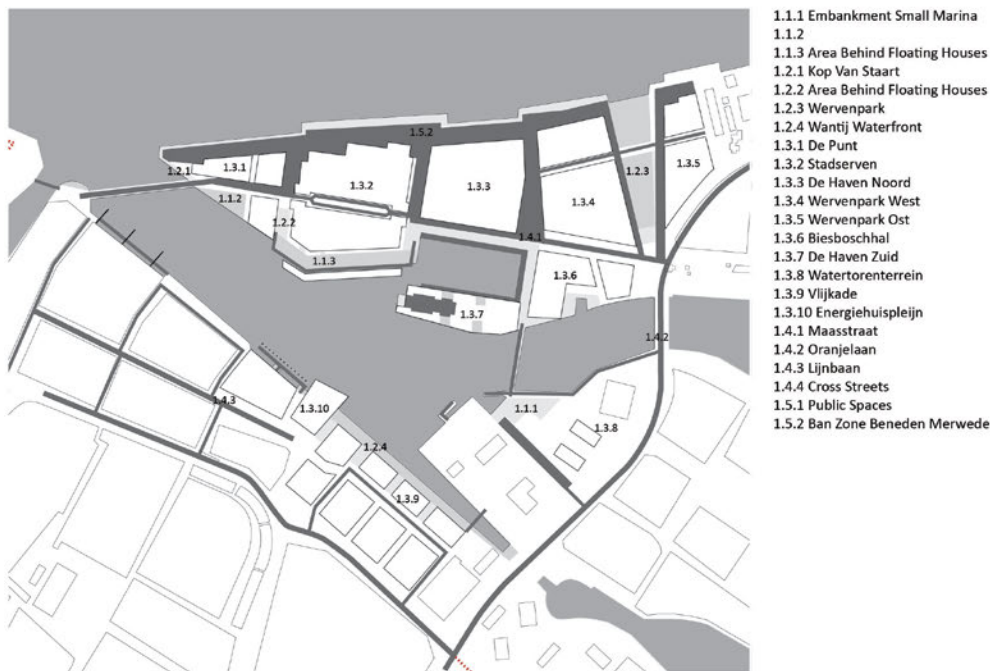 1.1.1 Embankment Small Marina
1.1.2
1.1.3 Area Behind Floating Houses
1.2.1 Kop Van Staart
1.2.2 Area Behind Floating Houses
1.2.3 Wervenpark
1.2.4 Wantij Waterfront
1.3.1 De Punt
1.3.2 Stadserven
1.3.3 De Haven Noord
1.3.4 Wervenpark West
1.3.5 Wervenpark Ost
1.3.6 Biesboschhal
1.3.7 De Haven Zuid
1.3.8 Watertorenterrein
1.3.9 Vlijkade
1.3.10 Energiehuispleijn
1.4.1 Maasstraat
1.4.2 Oranjelaan
1.4.3 Lijnbaan
1.4.4 Cross Streets
1.5.1 Public Spaces
1.5.2 Ban Zone Beneden Merwede
1.5.2
1.2.1
1.3.1
1.3.2
1.3.3
1.2.3
1.3.5
1.1.2
1.3.4
1.2.2
1.4.1
1.1.3
1.3.6
1.3.7
1.4.2
1.4.3
1.3.10
1.1.1
1.3.8
1.2.4
1.3.9